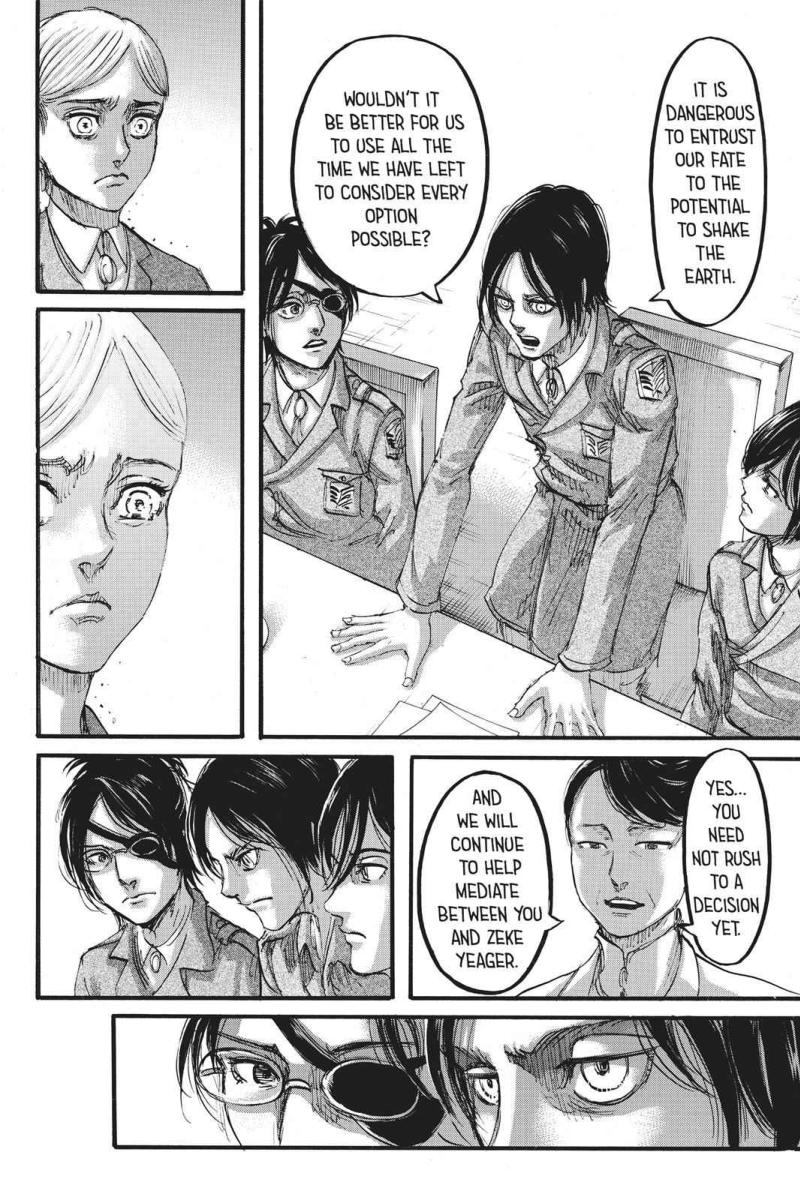 IT IS
DANGEROUS
TO ENTRUST
OUR FATE
TO THE
POTENTIAL
TO SHAKE
THE
EARTH.
WOULDN'T IT
BE BETTER FOR US
TO USE ALL THE
TIME WE HAVE LEFT
TO CONSIDER EVERY
OPTION
POSSIBLE?
YES...
YOU
NEED
NOT RUSH
TO A
DECISION
YET.
AND
WE WILL
CONTINUE
TO HELP
MEDIATE
BETWEEN YOU
AND ZEKE
YEAGER.